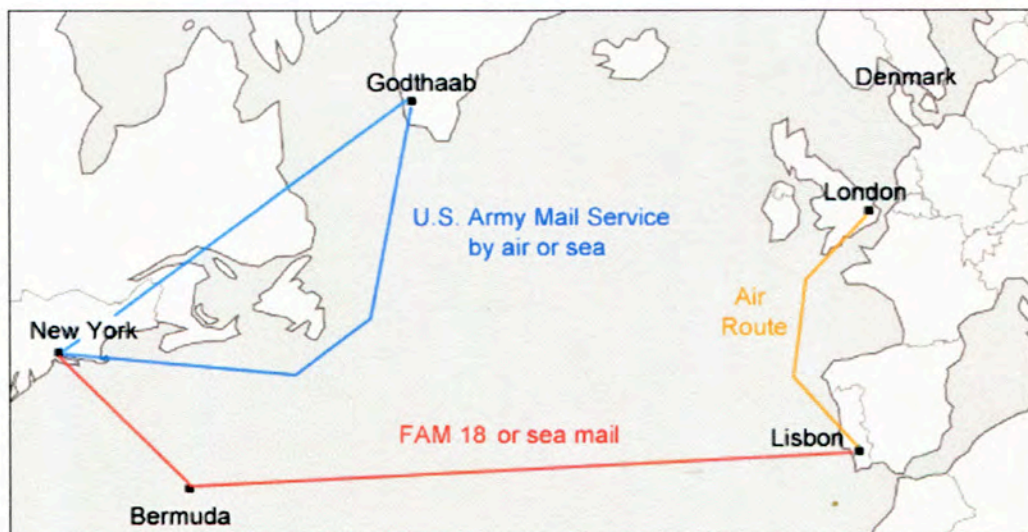 Godthaab
Denmark
London
U.S. Army Mail Service
by air or sea
Air
Route
New York
FAM 18 or sea mail
Lisbon
Bermuda